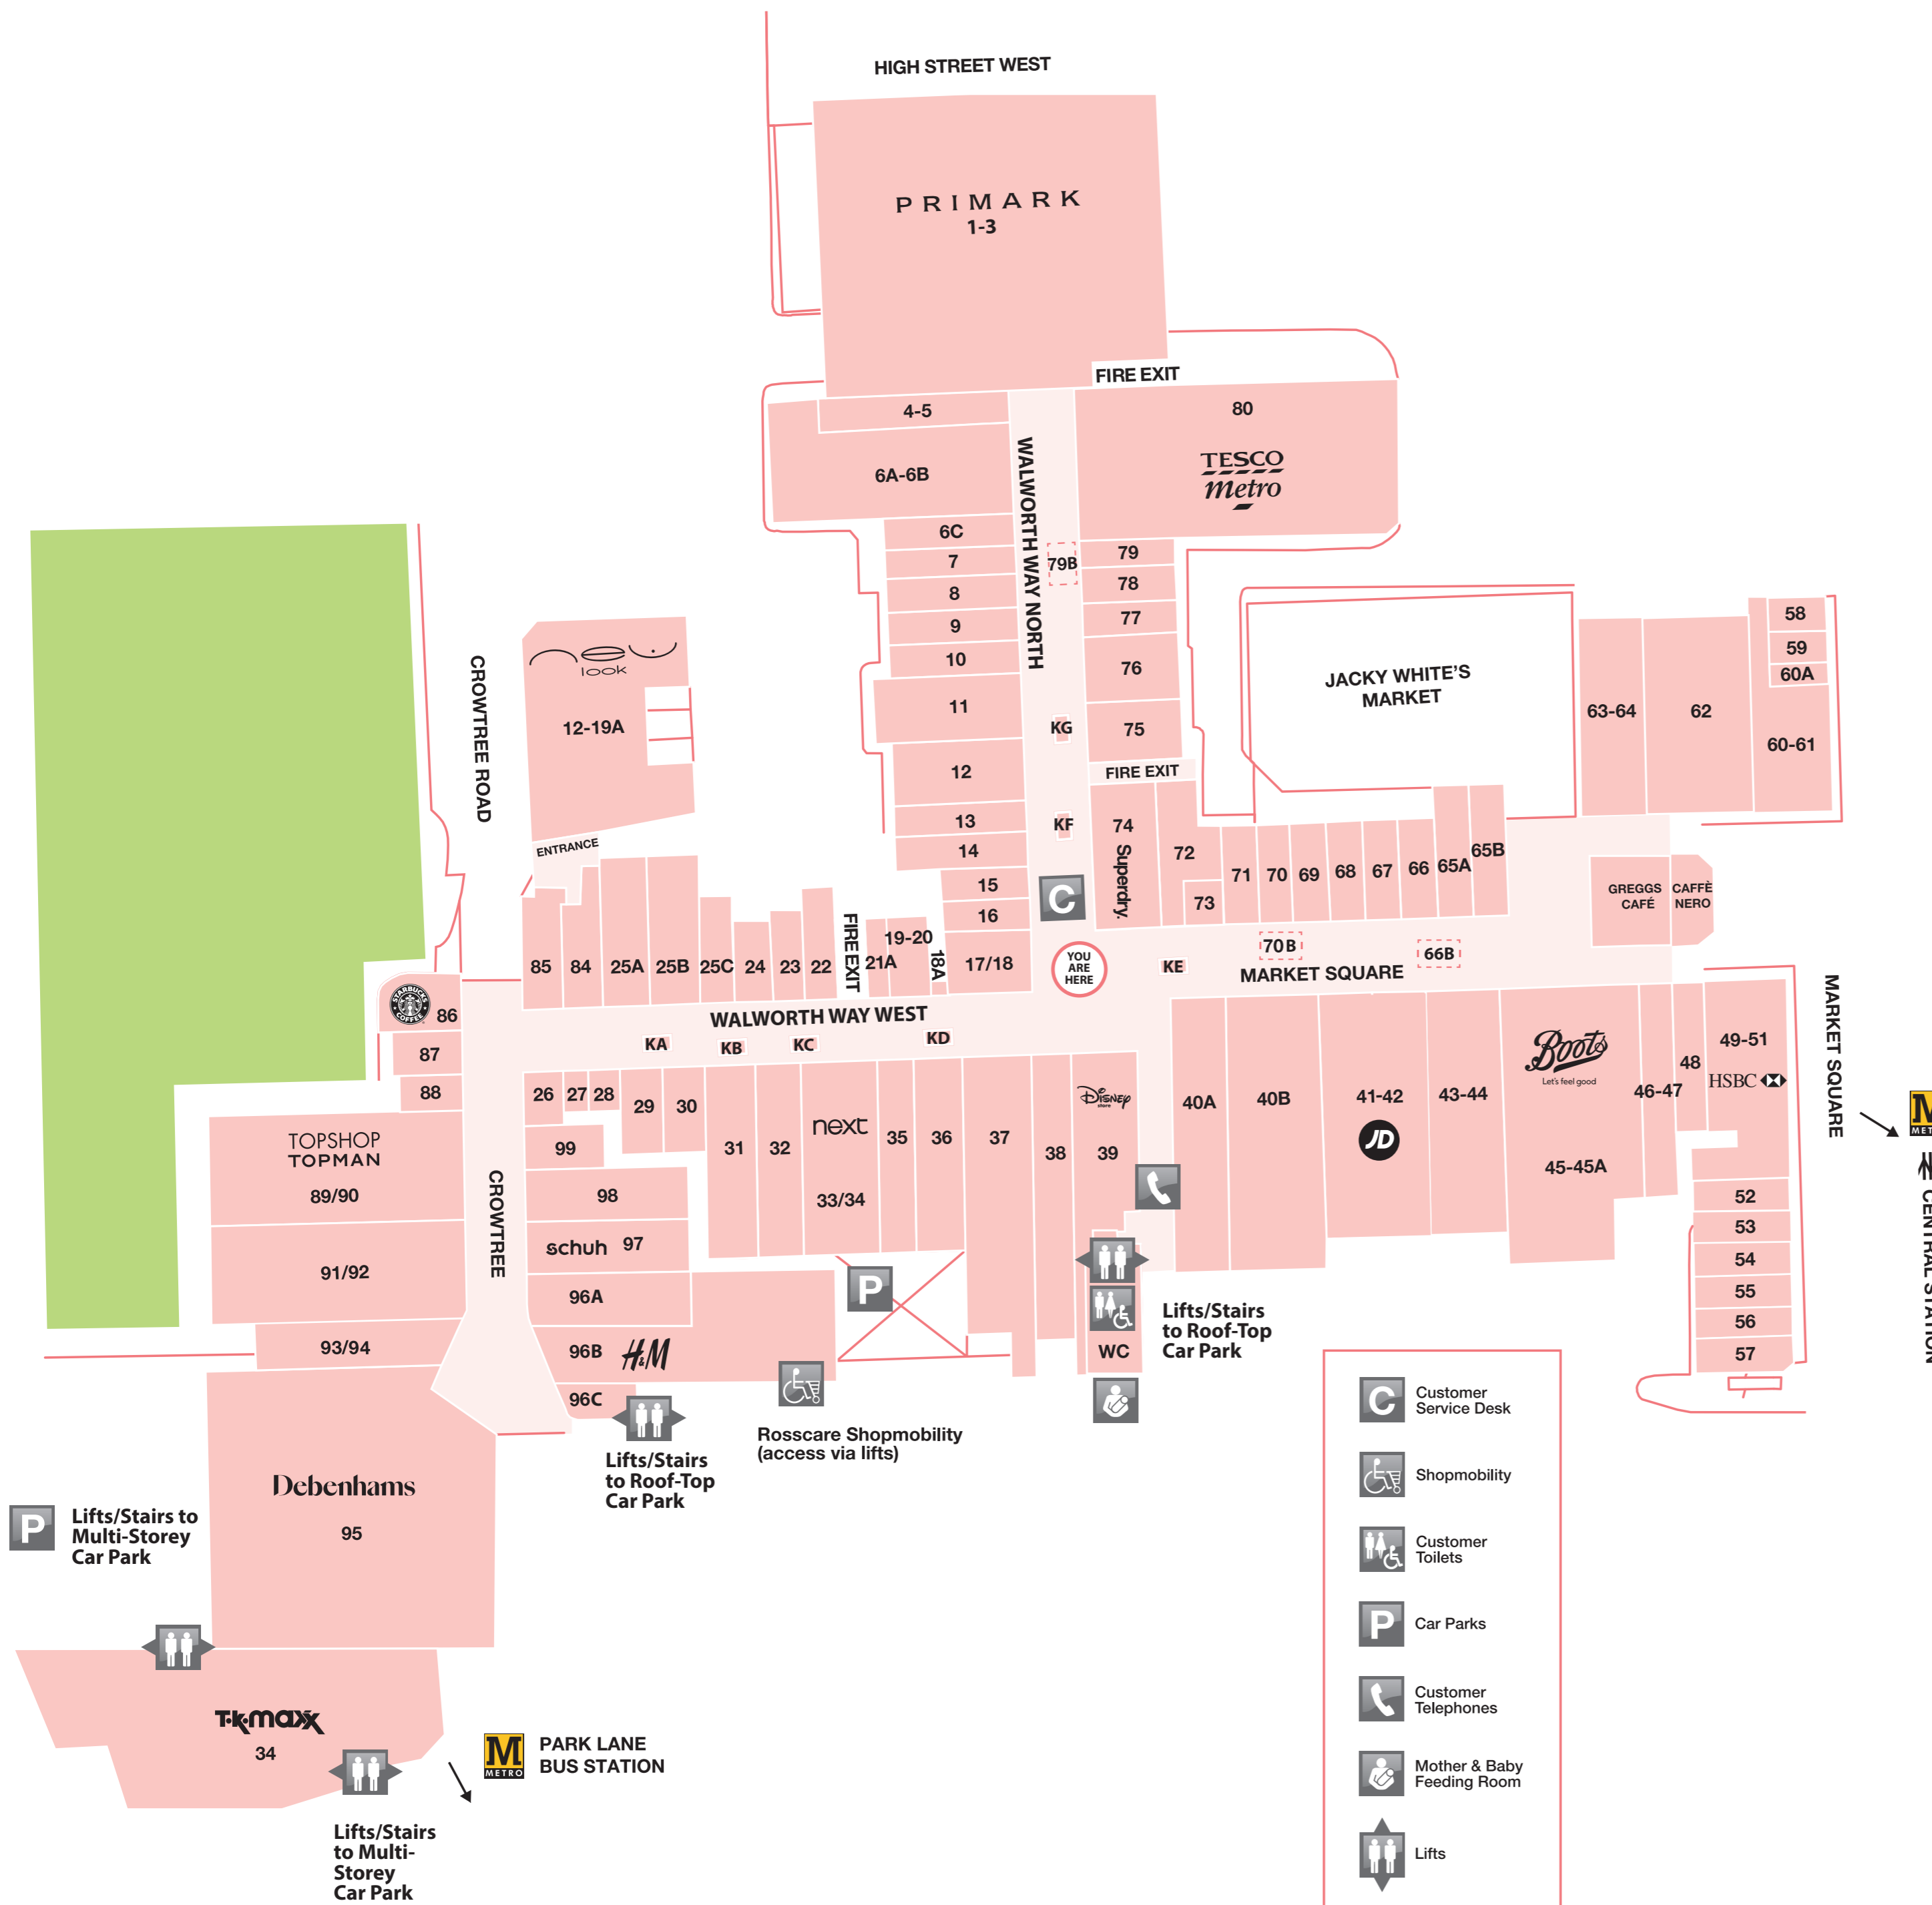 HIGH STREET WEST
PRIMARK
1-3
FIRE EXIT
4-5
80
TESCO
metro
6A-6B
WALWORTH WAY NORTH
6C
7
8
9
10
11
12
13
14
15
16
17/18
79B
79
78
77
76
75
KG
KF
FIRE EXIT
74
Superdry.
72
73
71
70
69
68
67
66
65A
65B
JACKY WHITE'S
MARKET
63-64
62
58
59
60A
60-61
GREGGS
CAFÉ
CAFFÈ
NERO
CROWTREE ROAD
new
look
12-19A
ENTRANCE
85
84
25A
25B
25C
24
23
22
FIRE EXIT
21A
19-20
18A
C
YOU
ARE
HERE
KE
70B
66B
MARKET SQUARE
WALWORTH WAY WEST
KA
KB
KC
KD
STARBUCKS
COFFEE
86
87
88
TOPSHOP
TOPMAN
89/90
91/92
93/94
CROWTREE
26
27
28
29
30
31
32
next
33/34
35
36
37
38
Disney
store
39
99
98
schuh 97
96A
96B H&M
96C
40A
40B
41-42
JD
43-44
Boots
Let's feel good
45-45A
46-47
48
49-51
HSBC
52
53
54
55
56
57
MARKET SQUARE
METRO
CENTRAL STATION
P
WC
Lifts/Stairs
to Roof-Top
Car Park
Rosscare Shopmobility
(access via lifts)
Lifts/Stairs
to Roof-Top
Car Park
Debenhams
95
P
Lifts/Stairs to
Multi-Storey
Car Park
T·K·maxx
34
M
METRO
PARK LANE
BUS STATION
Lifts/Stairs
to Multi-
Storey
Car Park
C
Customer
Service Desk
Shopmobility
Customer
Toilets
P
Car Parks
Customer
Telephones
Mother & Baby
Feeding Room
Lifts